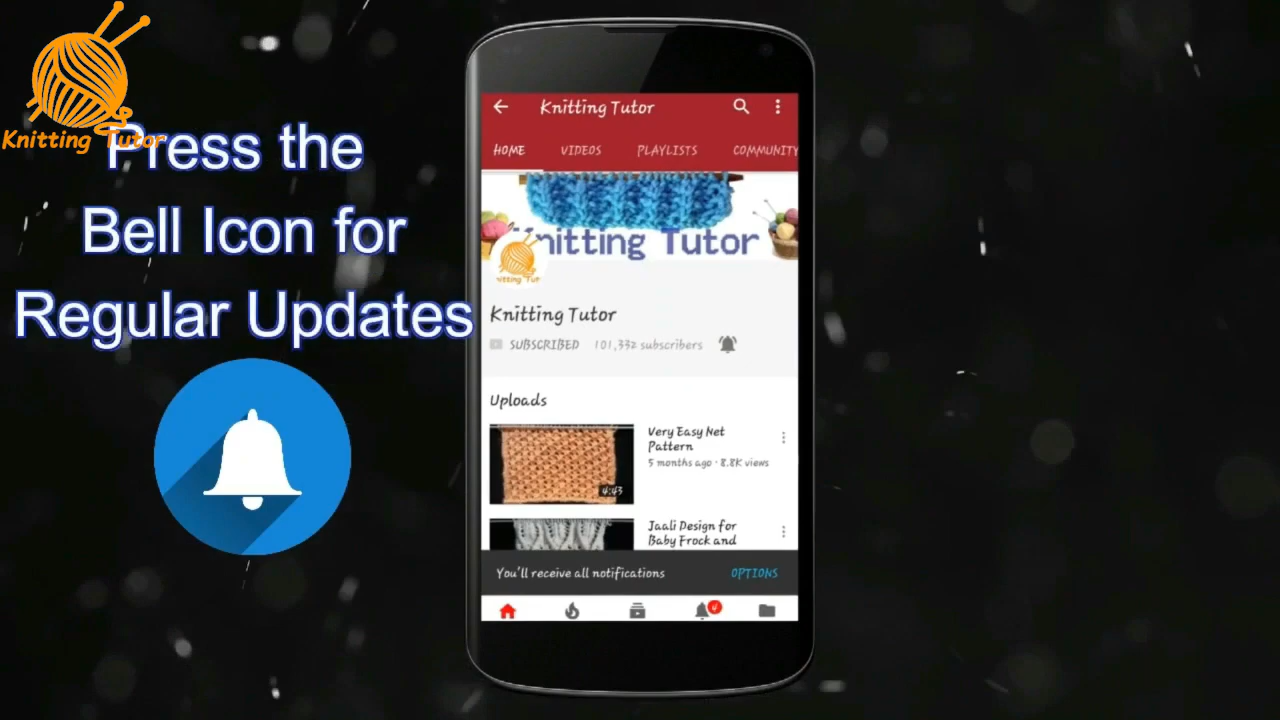 Knitting Tutor
Press the
Bell Icon for
Regular Updates
Knitting Tutor
HOME VIDEOS PLAYLISTS COMMUNITY
Knitting Tutor
Knitting Tutor
SUBSCRIBED 101,332 subscribers
Uploads
Very Easy Net
Pattern
5 months ago · 8.8K views
4:43
Jaali Design for
Baby Frock and
You'll receive all notifications OPTIONS
4